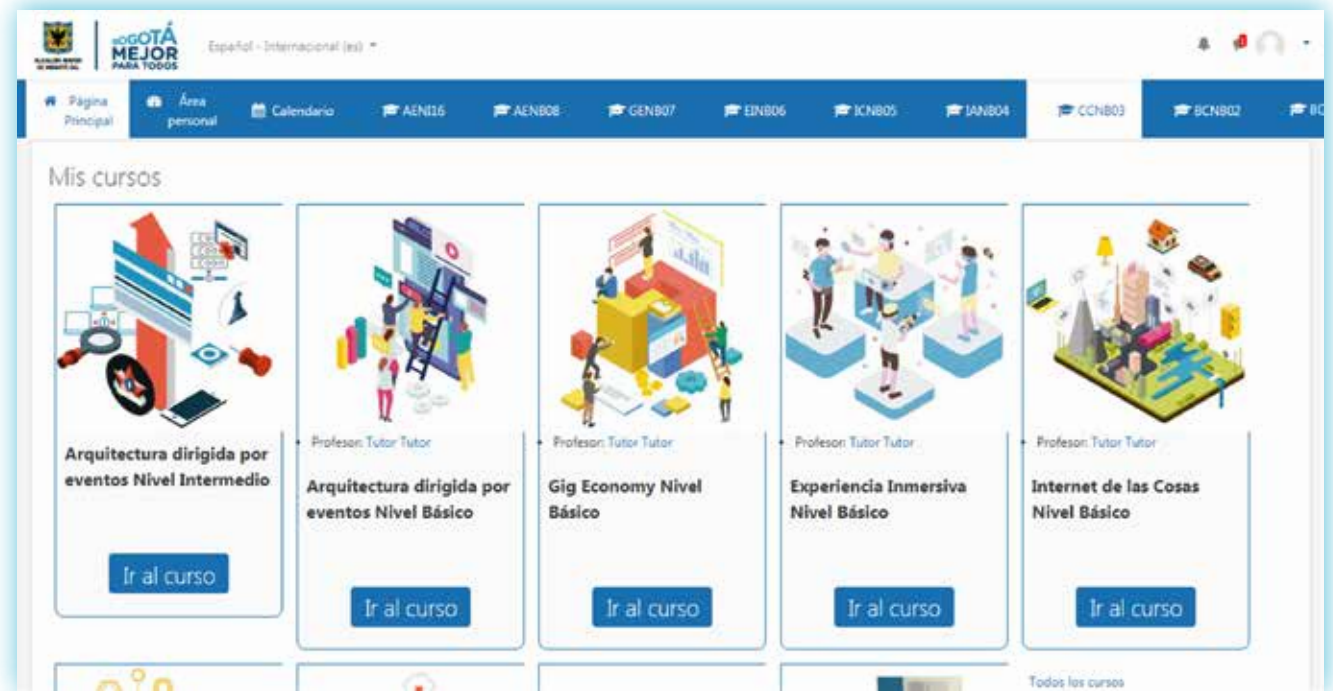 BOGOTÁ
MEJOR
PARA TODOS
Español - Internacional (es)
Página
Principal
Área
personal
Calendario
AENI16
AENB08
GENB07
EINB06
ICNB05
IANB04
CCNB03
BCNB02
Mis cursos
Arquitectura dirigida por
eventos Nivel Intermedio
Ir al curso
Profesor: Tutor Tutor
Arquitectura dirigida por
eventos Nivel Básico
Ir al curso
Profesor: Tutor Tutor
Gig Economy Nivel
Básico
Ir al curso
Profesor: Tutor Tutor
Experiencia Inmersiva
Nivel Básico
Ir al curso
Profesor: Tutor Tutor
Internet de las Cosas
Nivel Básico
Ir al curso
Todos los cursos